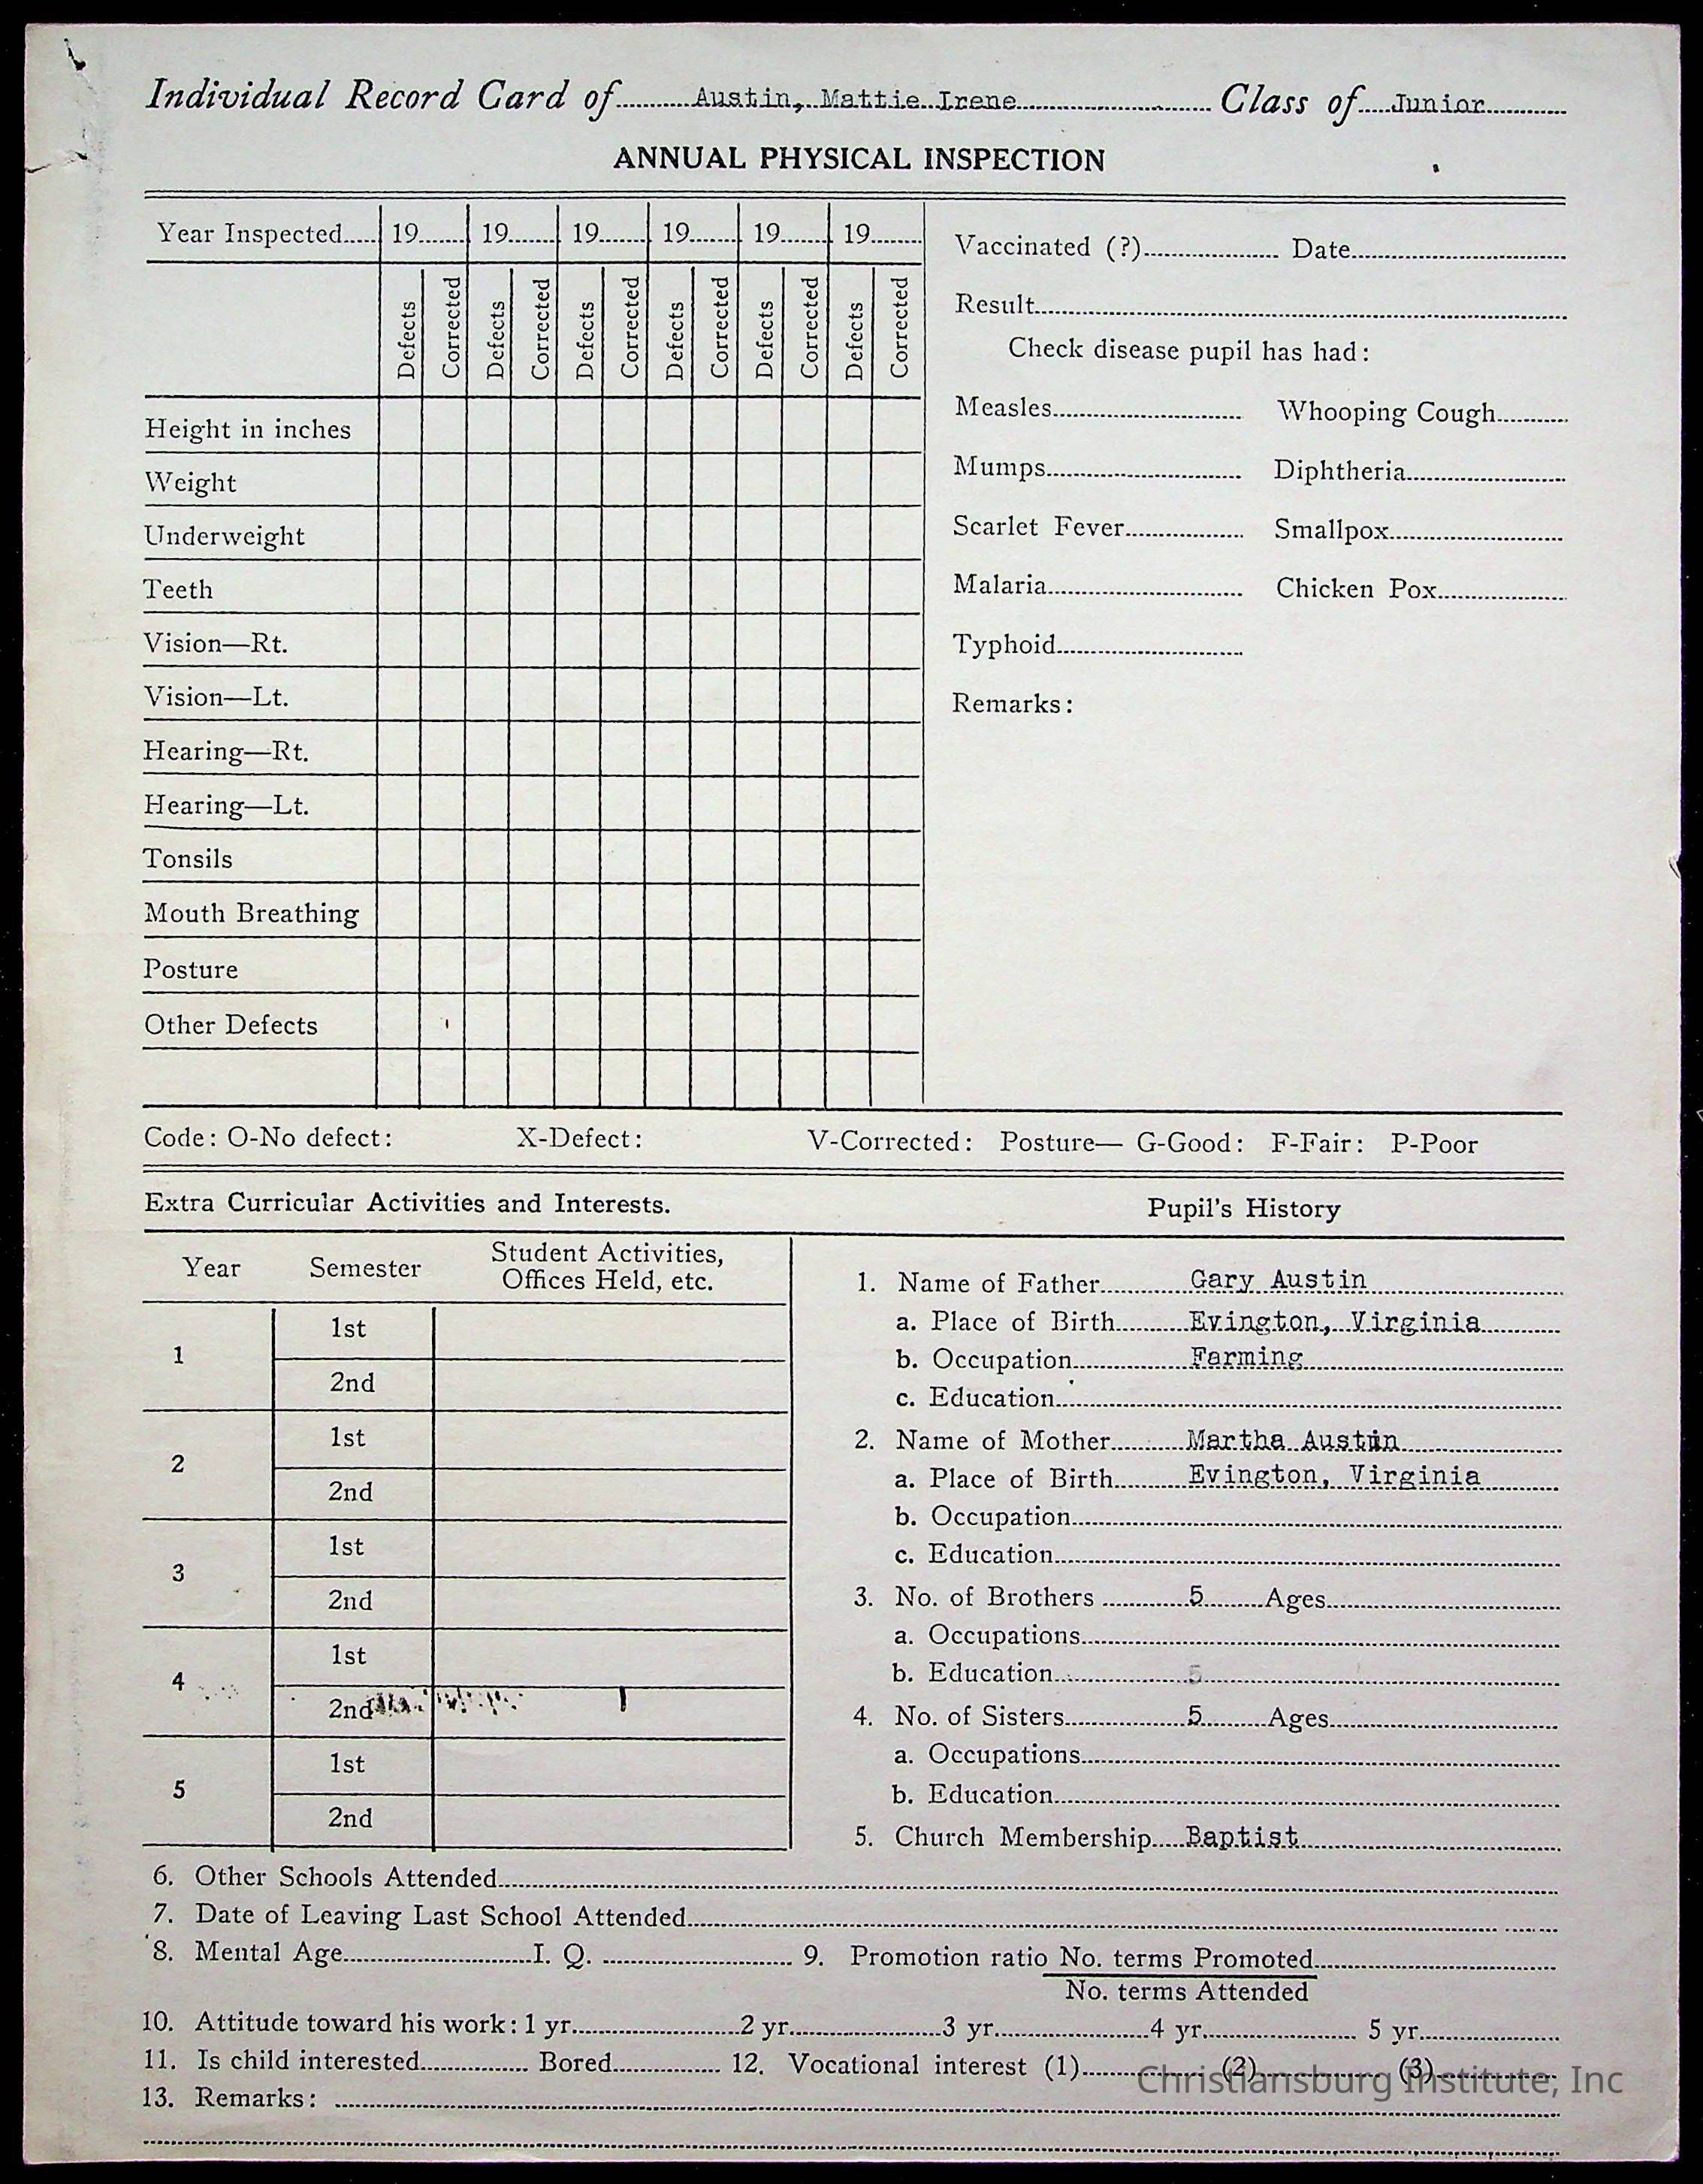 Individual Record Card of Austin, Mattie Irene Class of Junior
ANNUAL PHYSICAL INSPECTION
Year Inspected 19 19 19 19 19 19
Defects Corrected Defects Corrected Defects Corrected Defects Corrected Defects Corrected Defects Corrected
Height in inches
Weight
Underweight
Teeth
Vision—Rt.
Vision—Lt.
Hearing—Rt.
Hearing—Lt.
Tonsils
Mouth Breathing
Posture
Other Defects
Vaccinated (?) Date
Result
Check disease pupil has had:
Measles Whooping Cough
Mumps Diphtheria
Scarlet Fever Smallpox
Malaria Chicken Pox
Typhoid
Remarks:
Code: O-No defect: X-Defect: V-Corrected: Posture— G-Good: F-Fair: P-Poor
Extra Curricular Activities and Interests.
Year Semester Student Activities, Offices Held, etc.
1 1st
2nd
2 1st
2nd
3 1st
2nd
4 1st
2nd
5 1st
2nd
Pupil's History
1. Name of Father Gary Austin
a. Place of Birth Evington, Virginia
b. Occupation Farming
c. Education
2. Name of Mother Martha Austin
a. Place of Birth Evington, Virginia
b. Occupation
c. Education
3. No. of Brothers 5 Ages
a. Occupations
b. Education 5
4. No. of Sisters 5 Ages
a. Occupations
b. Education
5. Church Membership Baptist
6. Other Schools Attended
7. Date of Leaving Last School Attended
8. Mental Age I. Q. 9. Promotion ratio No. terms Promoted
No. terms Attended
10. Attitude toward his work: 1 yr. 2 yr. 3 yr. 4 yr. 5 yr.
11. Is child interested Bored 12. Vocational interest (1) (2) (3)
Christiansburg Institute, Inc
13. Remarks: